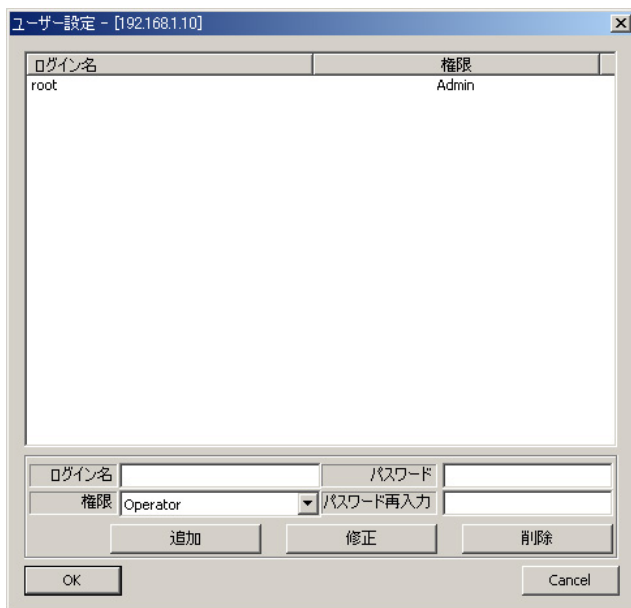 ユーザー設定 - [192.168.1.10]
ログイン名 権限
root Admin
ログイン名 パスワード
権限 Operator パスワード再入力
追加 修正 削除
OK Cancel